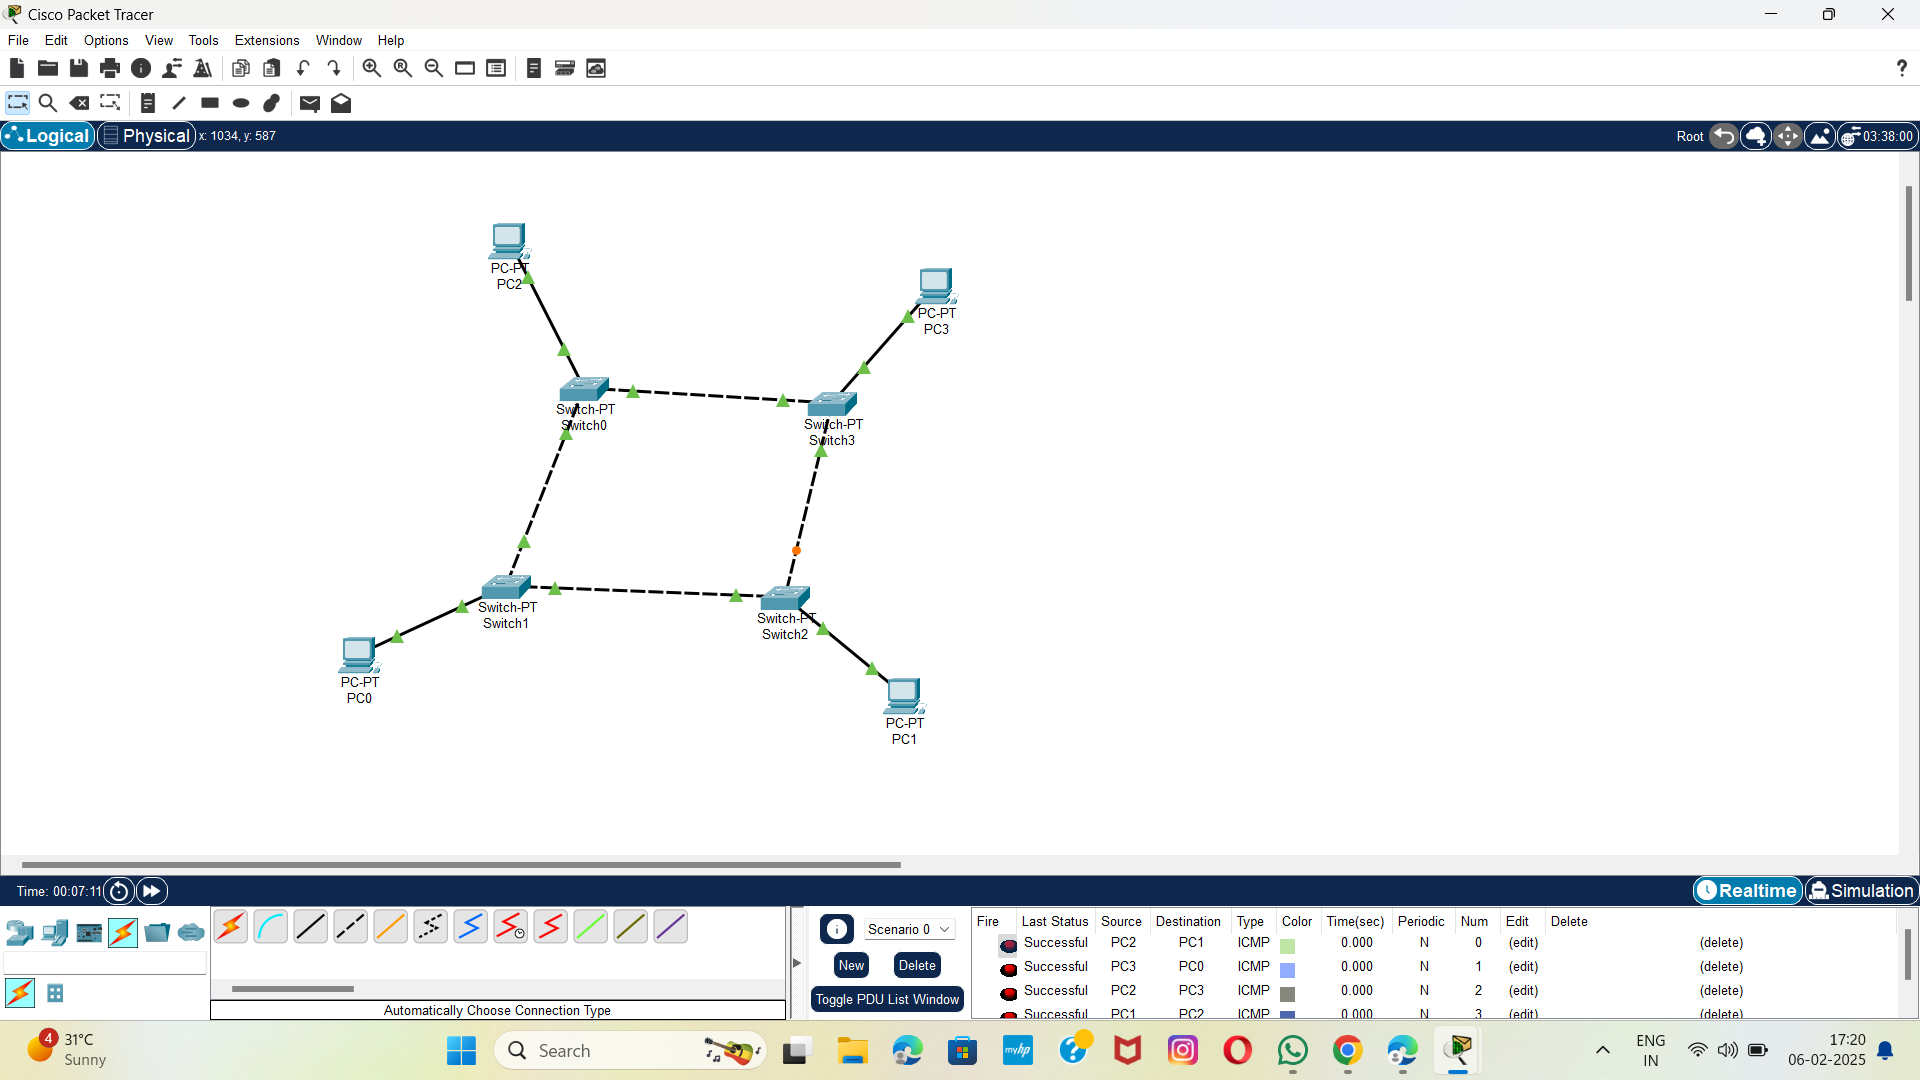 Cisco Packet Tracer
File Edit Options View Tools Extensions Window Help
?
Logical Physical x: 1034, y: 587 Root 03:38:00
PC-PT
PC2
PC-PT
PC3
Switch-PT
Switch0
Switch-PT
Switch3
Switch-PT
Switch1
Switch-PT
Switch2
PC-PT
PC0
PC-PT
PC1
Time: 00:07:11 Realtime Simulation
Scenario 0
New Delete
Toggle PDU List Window
Automatically Choose Connection Type
Fire Last Status Source Destination Type Color Time(sec) Periodic Num Edit Delete
Successful PC2 PC1 ICMP 0.000 N 0 (edit) (delete)
Successful PC3 PC0 ICMP 0.000 N 1 (edit) (delete)
Successful PC2 PC3 ICMP 0.000 N 2 (edit) (delete)
Successful PC1 PC2 ICMP 0.000 N 3 (edit) (delete)
4 31°C
Sunny
Search
myhp
ENG
IN
17:20
06-02-2025